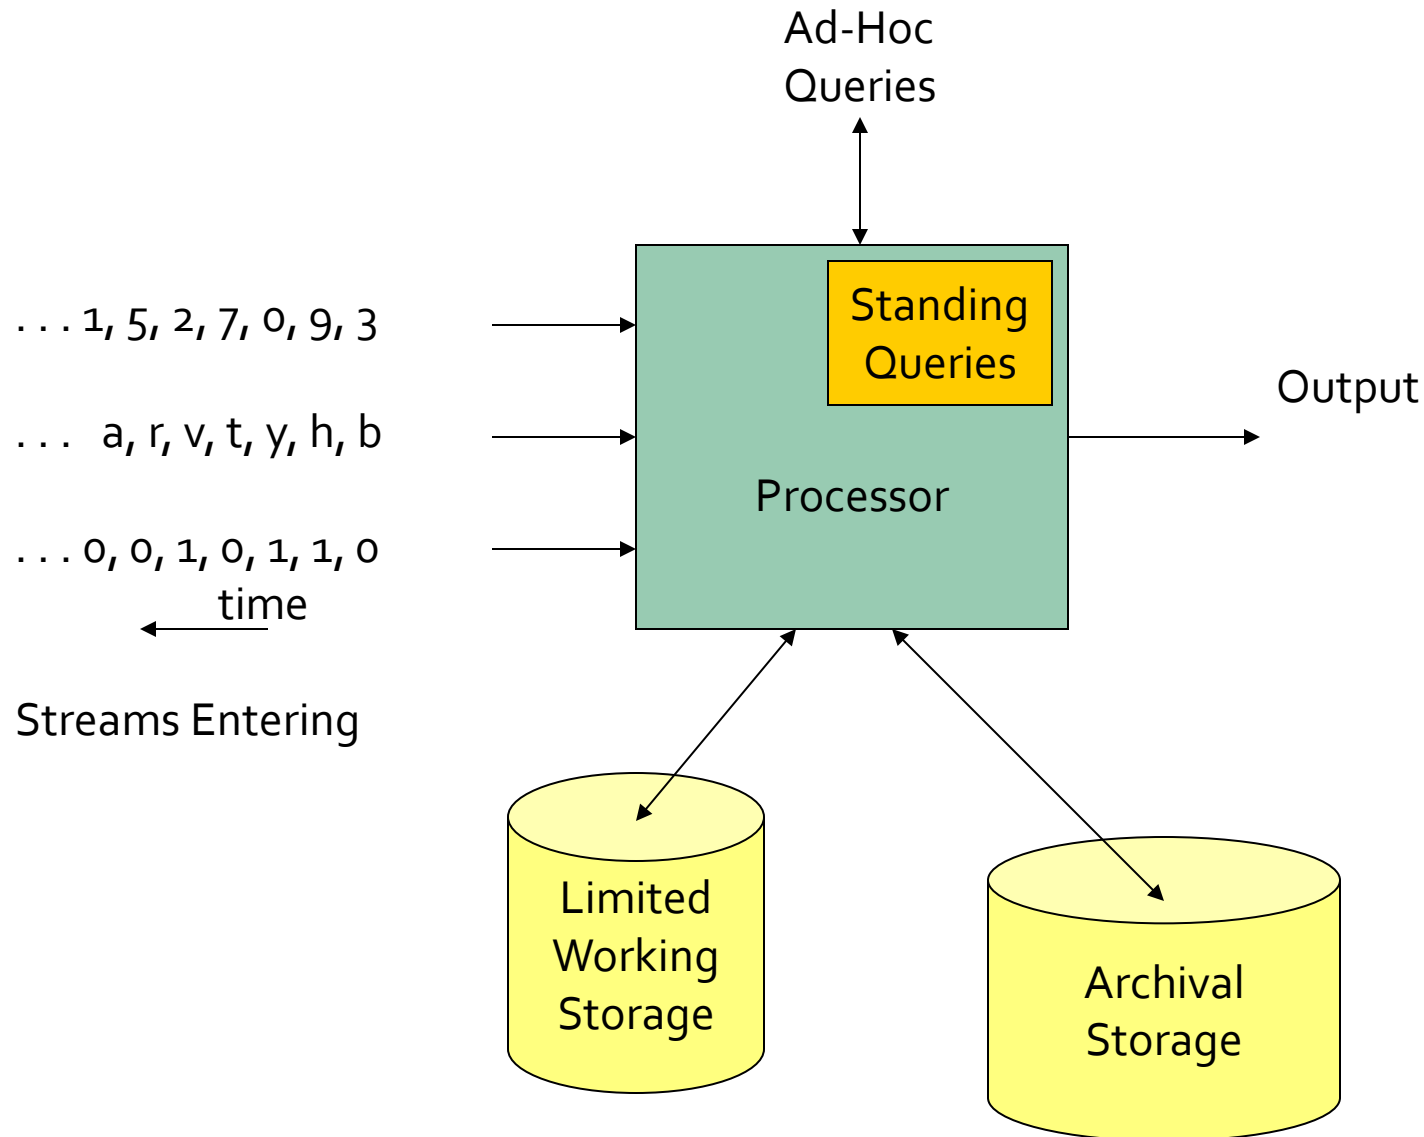 Ad-Hoc
Queries
Standing
Queries
. . . 1, 5, 2, 7, 0, 9, 3
Output
. . . a, r, v, t, y, h, b
Processor
. . . 0, 0, 1, 0, 1, 1, 0
time
Streams Entering
Limited
Working
Storage
Archival
Storage